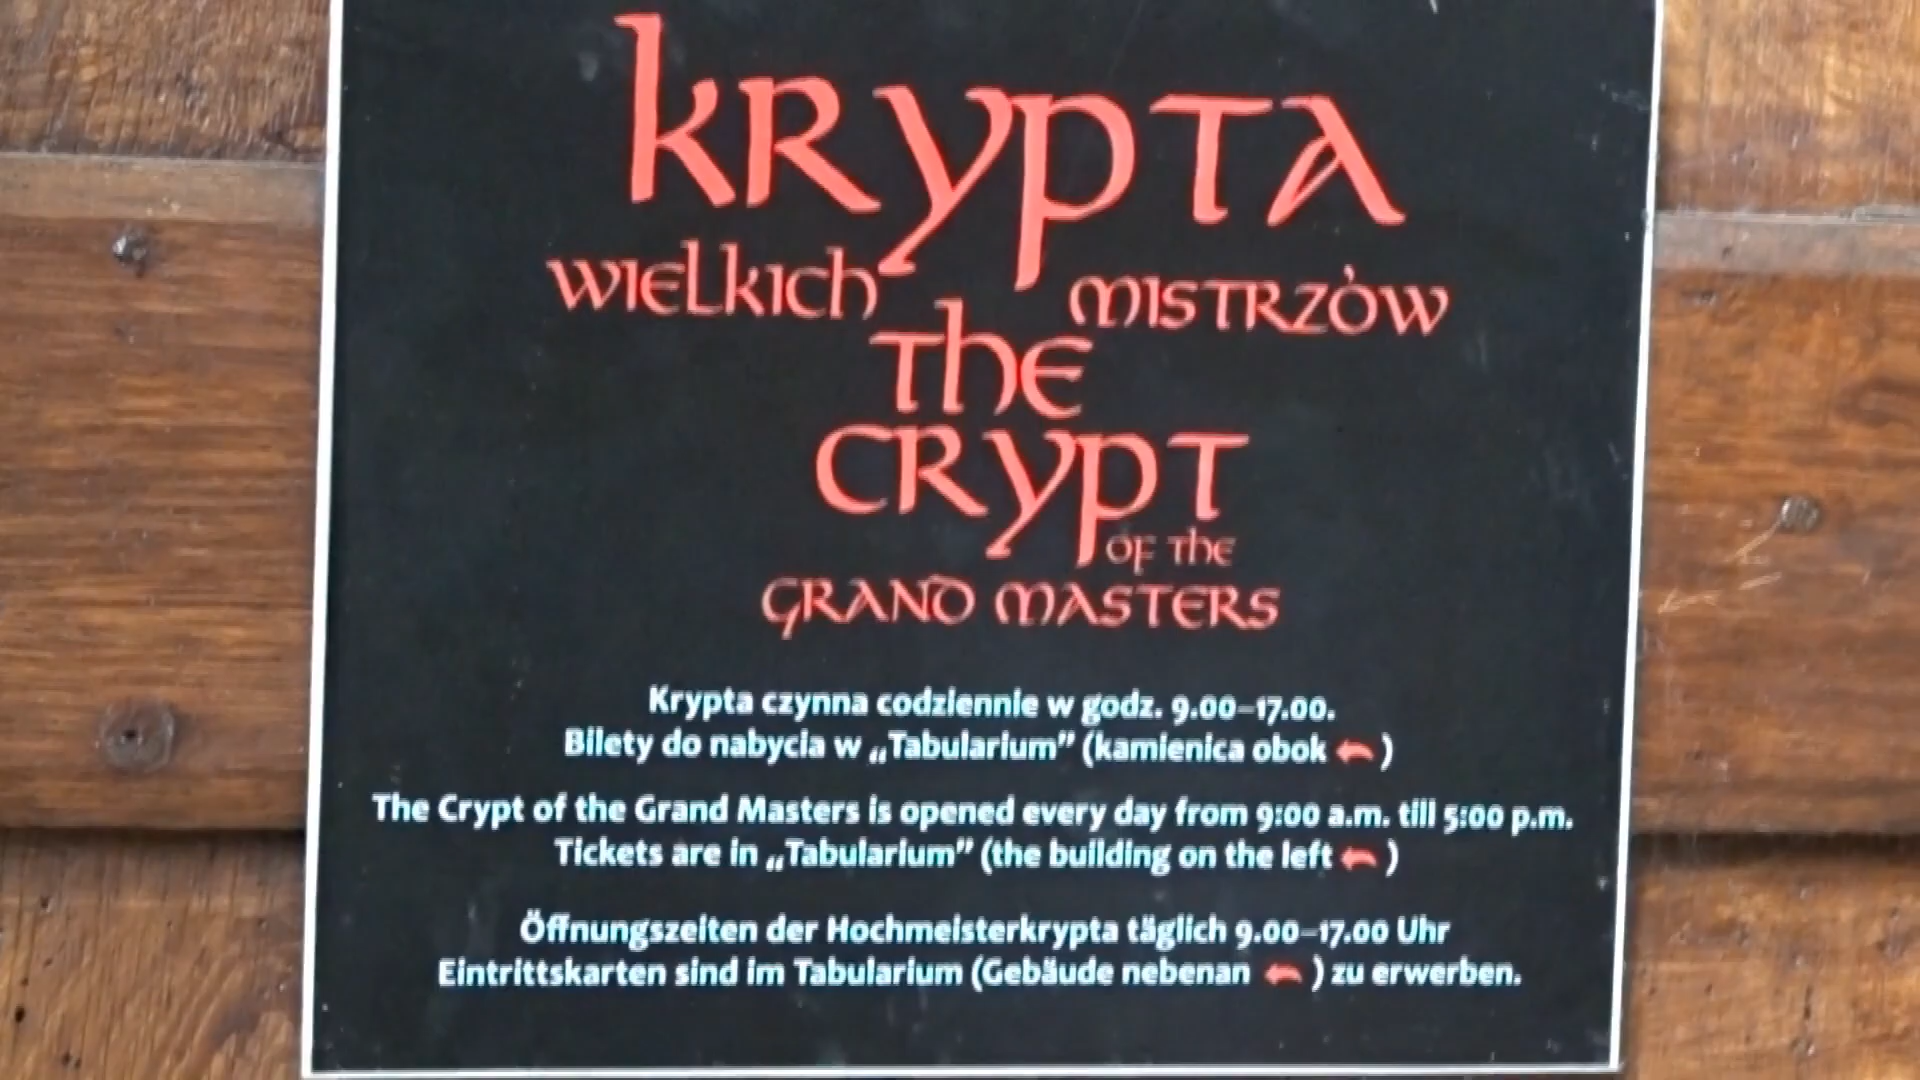 kRypTA
wielkich mistrzów
The
CRypT
of the
GRAND MASTERS
Krypta czynna codziennie w godz. 9.00–17.00.
Bilety do nabycia w „Tabularium” (kamienica obok )
The Crypt of the Grand Masters is opened every day from 9:00 a.m. till 5:00 p.m.
Tickets are in „Tabularium” (the building on the left )
Öffnungszeiten der Hochmeisterkrypta täglich 9.00–17.00 Uhr
Eintrittskarten sind im Tabularium (Gebäude nebenan ) zu erwerben.